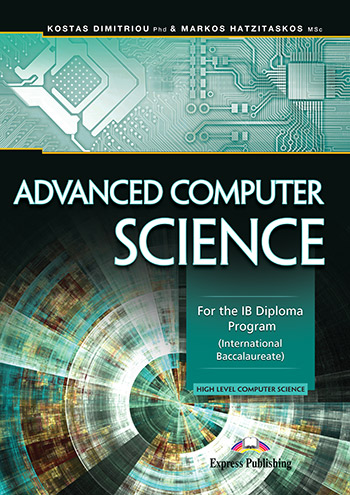 KOSTAS DIMITRIOU Phd & MARKOS HATZITASKOS MSc
ADVANCED COMPUTER
SCIENCE
For the IB Diploma
Program
(International
Baccalaureate)
HIGH LEVEL COMPUTER SCIENCE
Express Publishing